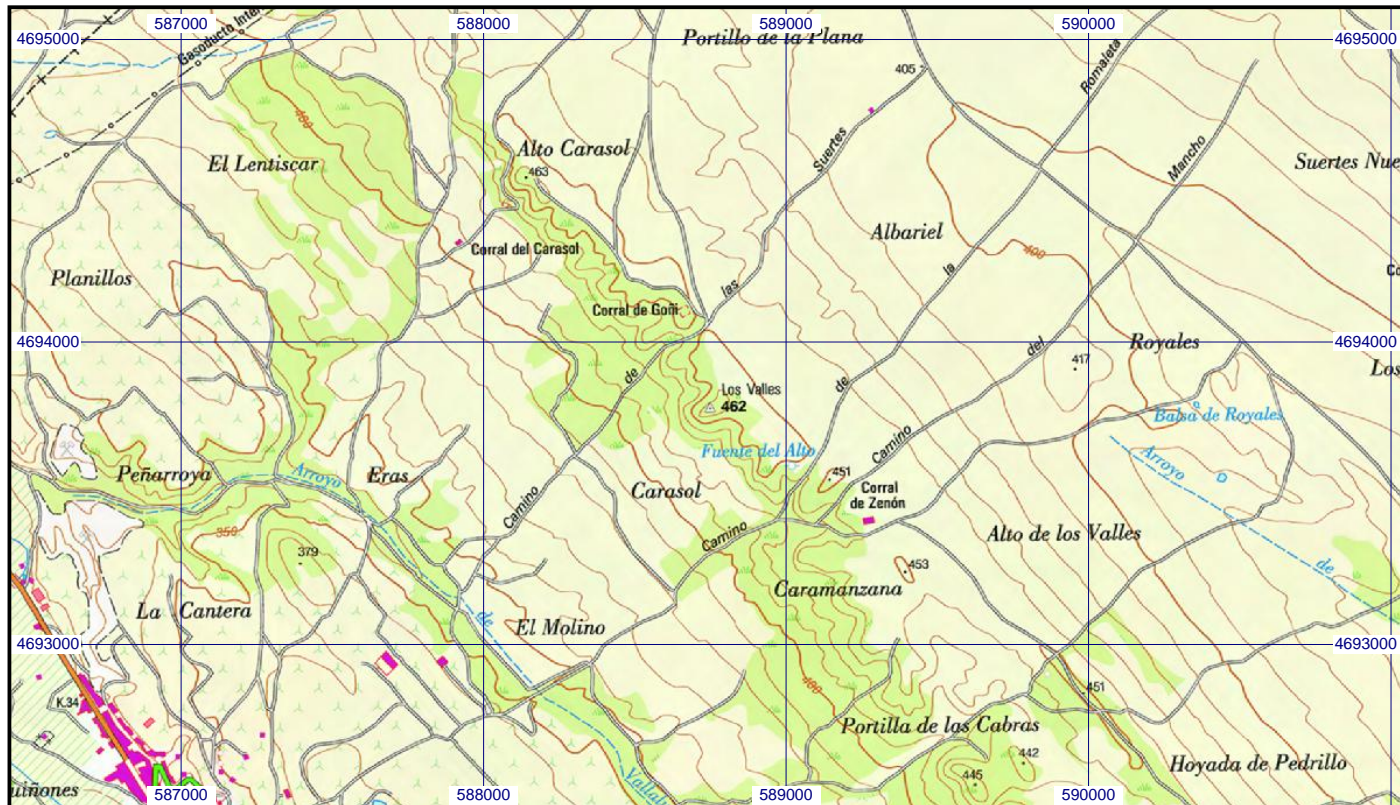 587000
588000
589000
590000
4695000
4695000
Gasoducto
Portillo de la Plana
405
Romaleta
400
El Lentiscar
Alto Carasol
463
Suertes
Mancho
Albariel
Corral del Carasol
400
Planillos
las
la
Corral de Goñi
4694000
4694000
de
del
Royales
417
Los
de
Los Valles
462
Balsa de Royales
Fuente del Alto
Camino
451
Arroyo
Peñarroya
Arroyo
Eras
Carasol
Corral
de Zenón
Camino
350
379
Camino
Alto de los Valles
453
de
La Cantera
Caramanzana
de
El Molino
4693000
4693000
K.34
400
451
Portilla de las Cabras
442
445
Hoyada de Pedrillo
587000
588000
589000
590000